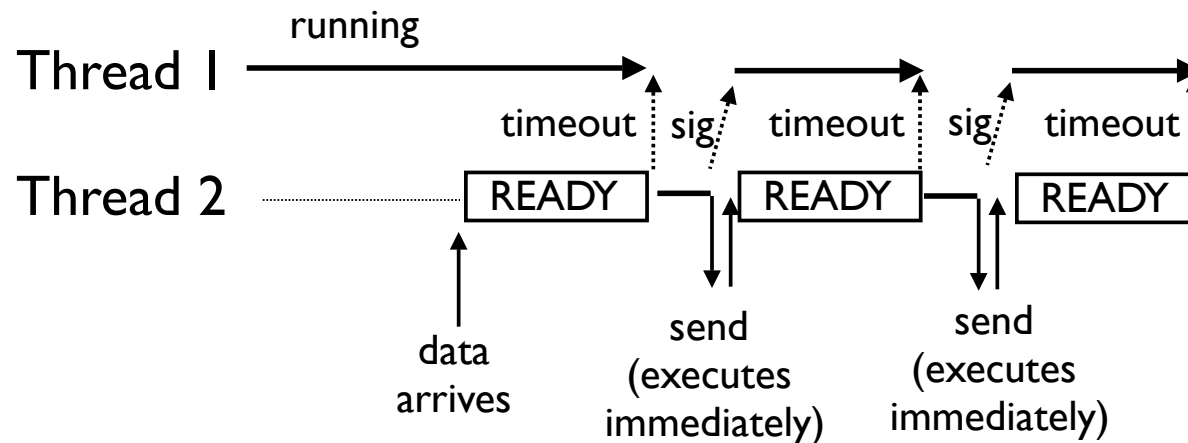 running
Thread 1
timeout sig timeout sig timeout
Thread 2 READY READY READY
data
arrives
send
(executes
immediately)
send
(executes
immediately)